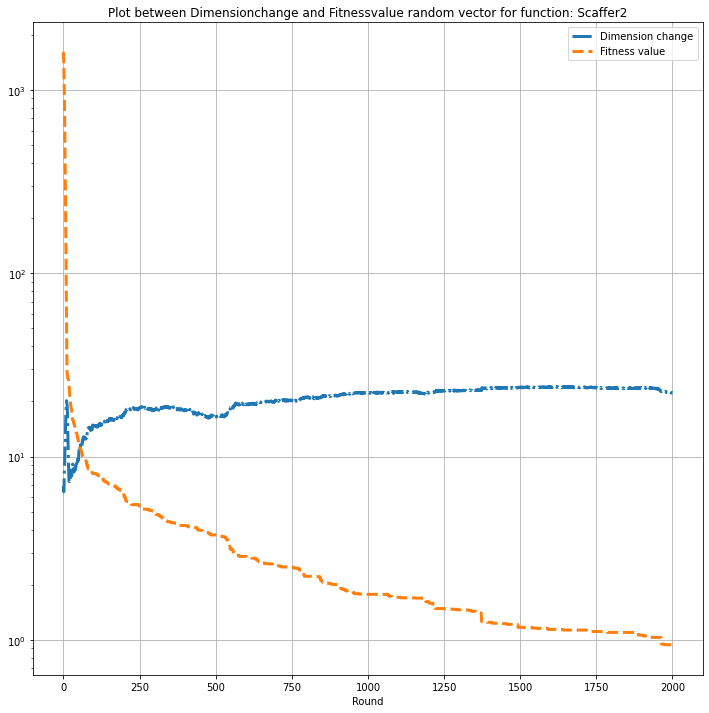 Plot between Dimensionchange and Fitnessvalue random vector for function: Scaffer2
Dimension change
Fitness value
10³
10²
10¹
10⁰
0 250 500 750 1000 1250 1500 1750 2000
Round